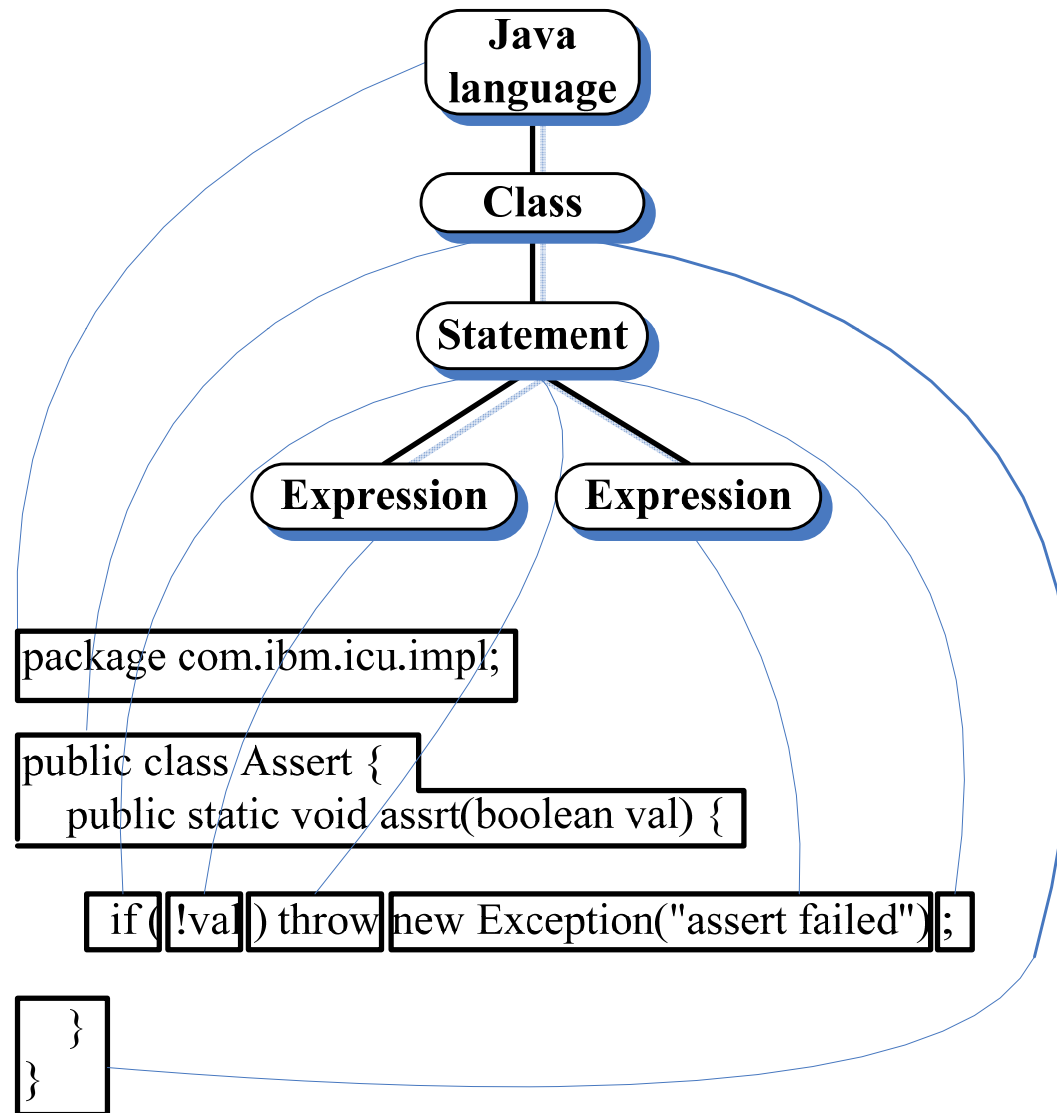 Java
language
Class
Statement
Expression
Expression
package com.ibm.icu.impl;
public class Assert {
public static void assrt(boolean val) {
if ( !val ) throw new Exception("assert failed") ;
}
}